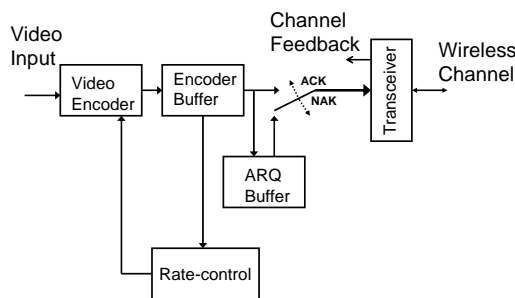 Video
Input
Video
Encoder
Encoder
Buffer
Channel
Feedback
ACK
NAK
Transceiver
Wireless
Channel
ARQ
Buffer
Rate-control